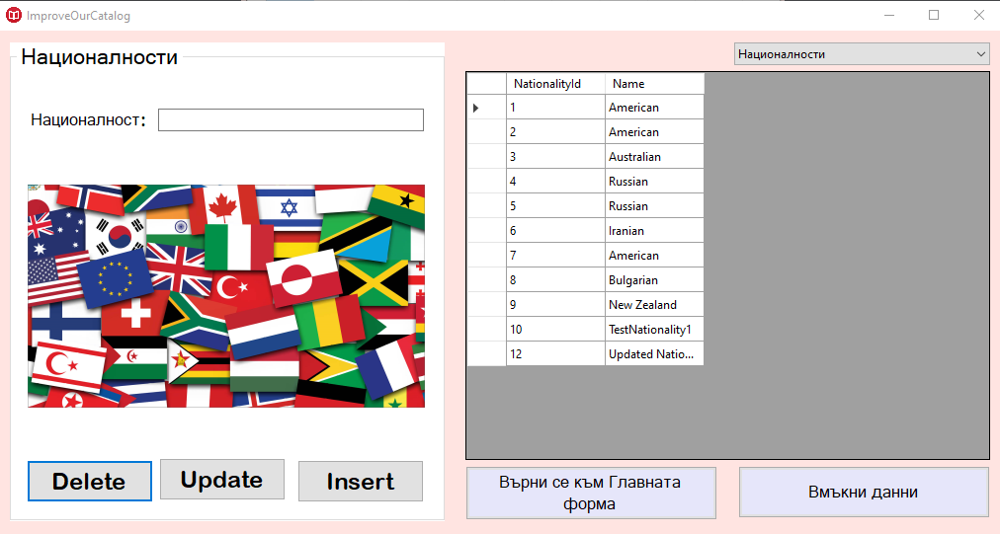 ImproveOurCatalog
Националности
Националност:
Delete
Update
Insert
Националности
NationalityId Name
1 American
2 American
3 Australian
4 Russian
5 Russian
6 Iranian
7 American
8 Bulgarian
9 New Zealand
10 TestNationality1
12 Updated Natio...
Върни се към Главната
форма
Вмъкни данни